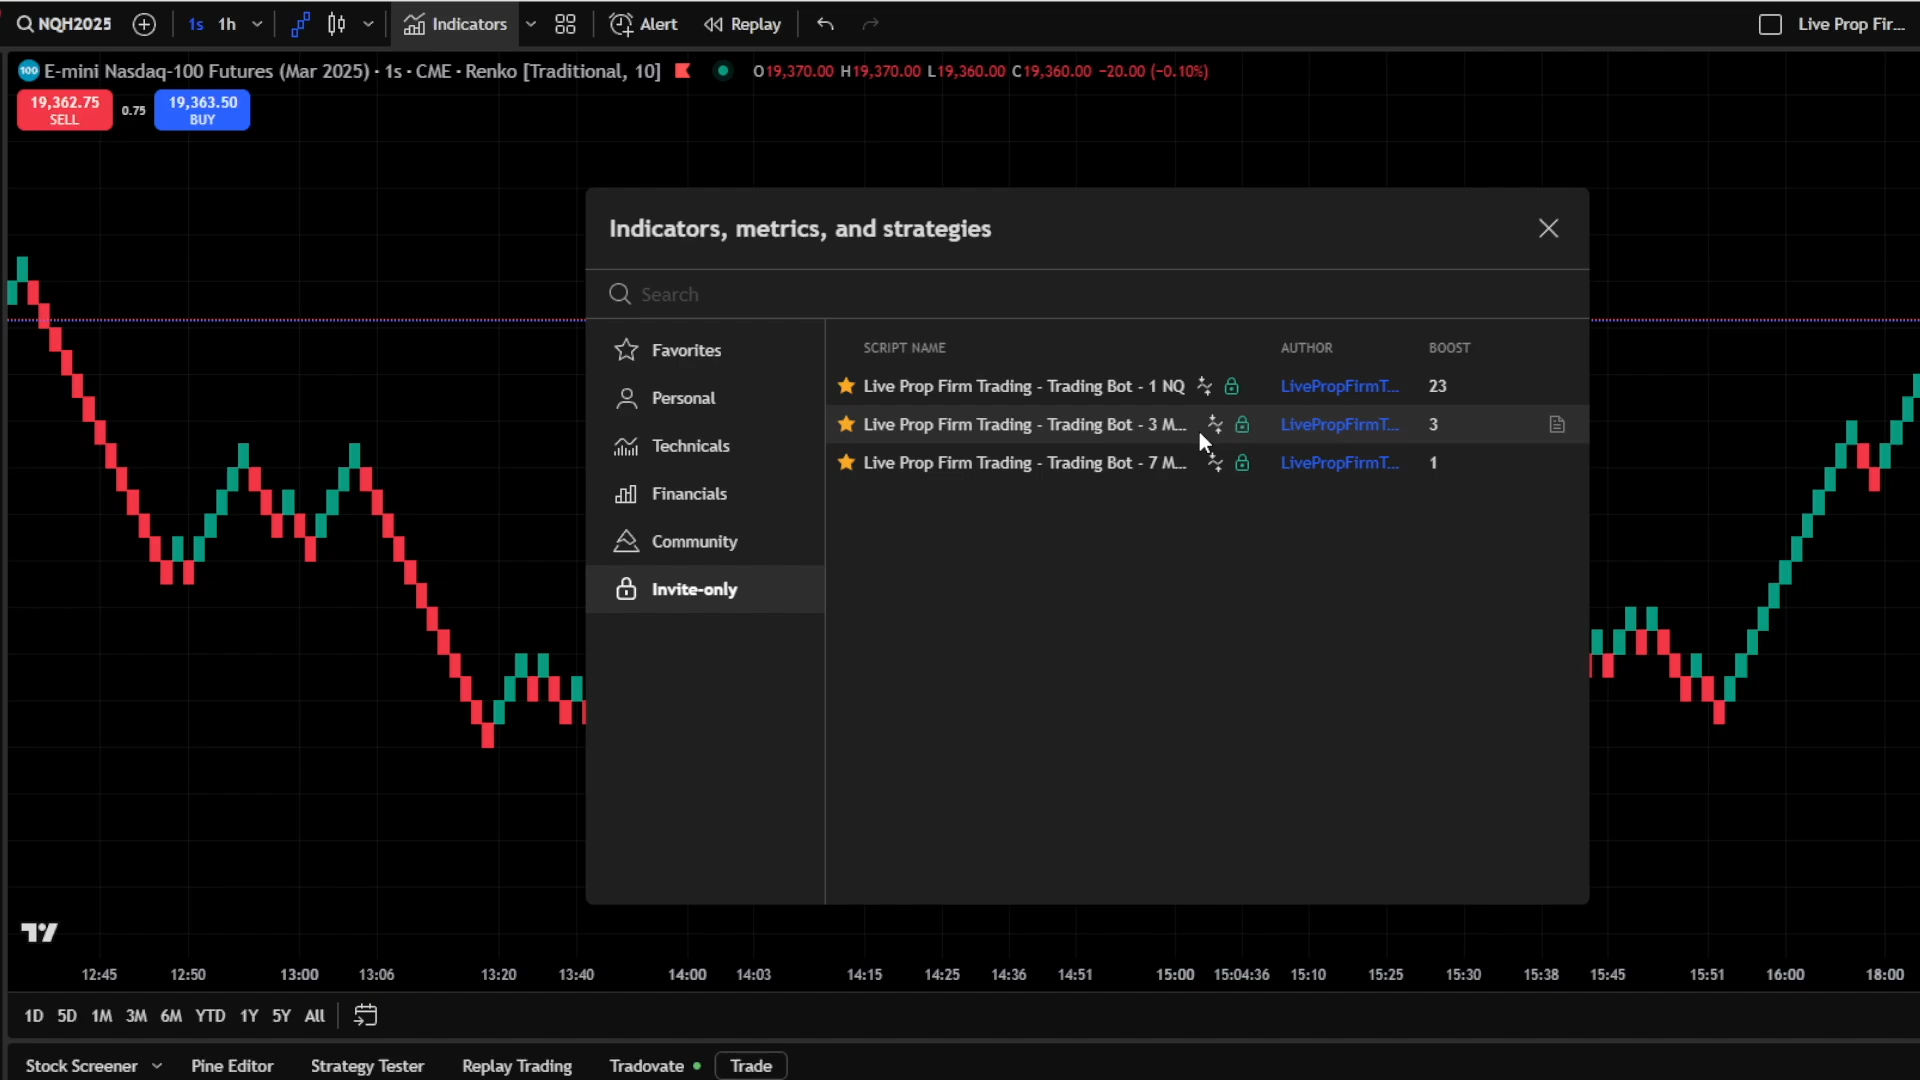 NQH2025 1s 1h Indicators Alert Replay Live Prop Fir...
100 E-mini Nasdaq-100 Futures (Mar 2025) · 1s · CME · Renko [Traditional, 10] O19,370.00 H19,370.00 L19,360.00 C19,360.00 −20.00 (−0.10%)
19,362.75 0.75 19,363.50
SELL BUY
Indicators, metrics, and strategies
Search
Favorites
Personal
Technicals
Financials
Community
Invite-only
SCRIPT NAME AUTHOR BOOST
Live Prop Firm Trading - Trading Bot - 1 NQ LivePropFirmT... 23
Live Prop Firm Trading - Trading Bot - 3 M... LivePropFirmT... 3
Live Prop Firm Trading - Trading Bot - 7 M... LivePropFirmT... 1
12:45 12:50 13:00 13:06 13:20 13:40 14:00 14:03 14:15 14:25 14:36 14:51 15:00 15:04:36 15:10 15:25 15:30 15:38 15:45 15:51 16:00 18:00
1D 5D 1M 3M 6M YTD 1Y 5Y All
Stock Screener Pine Editor Strategy Tester Replay Trading Tradovate Trade